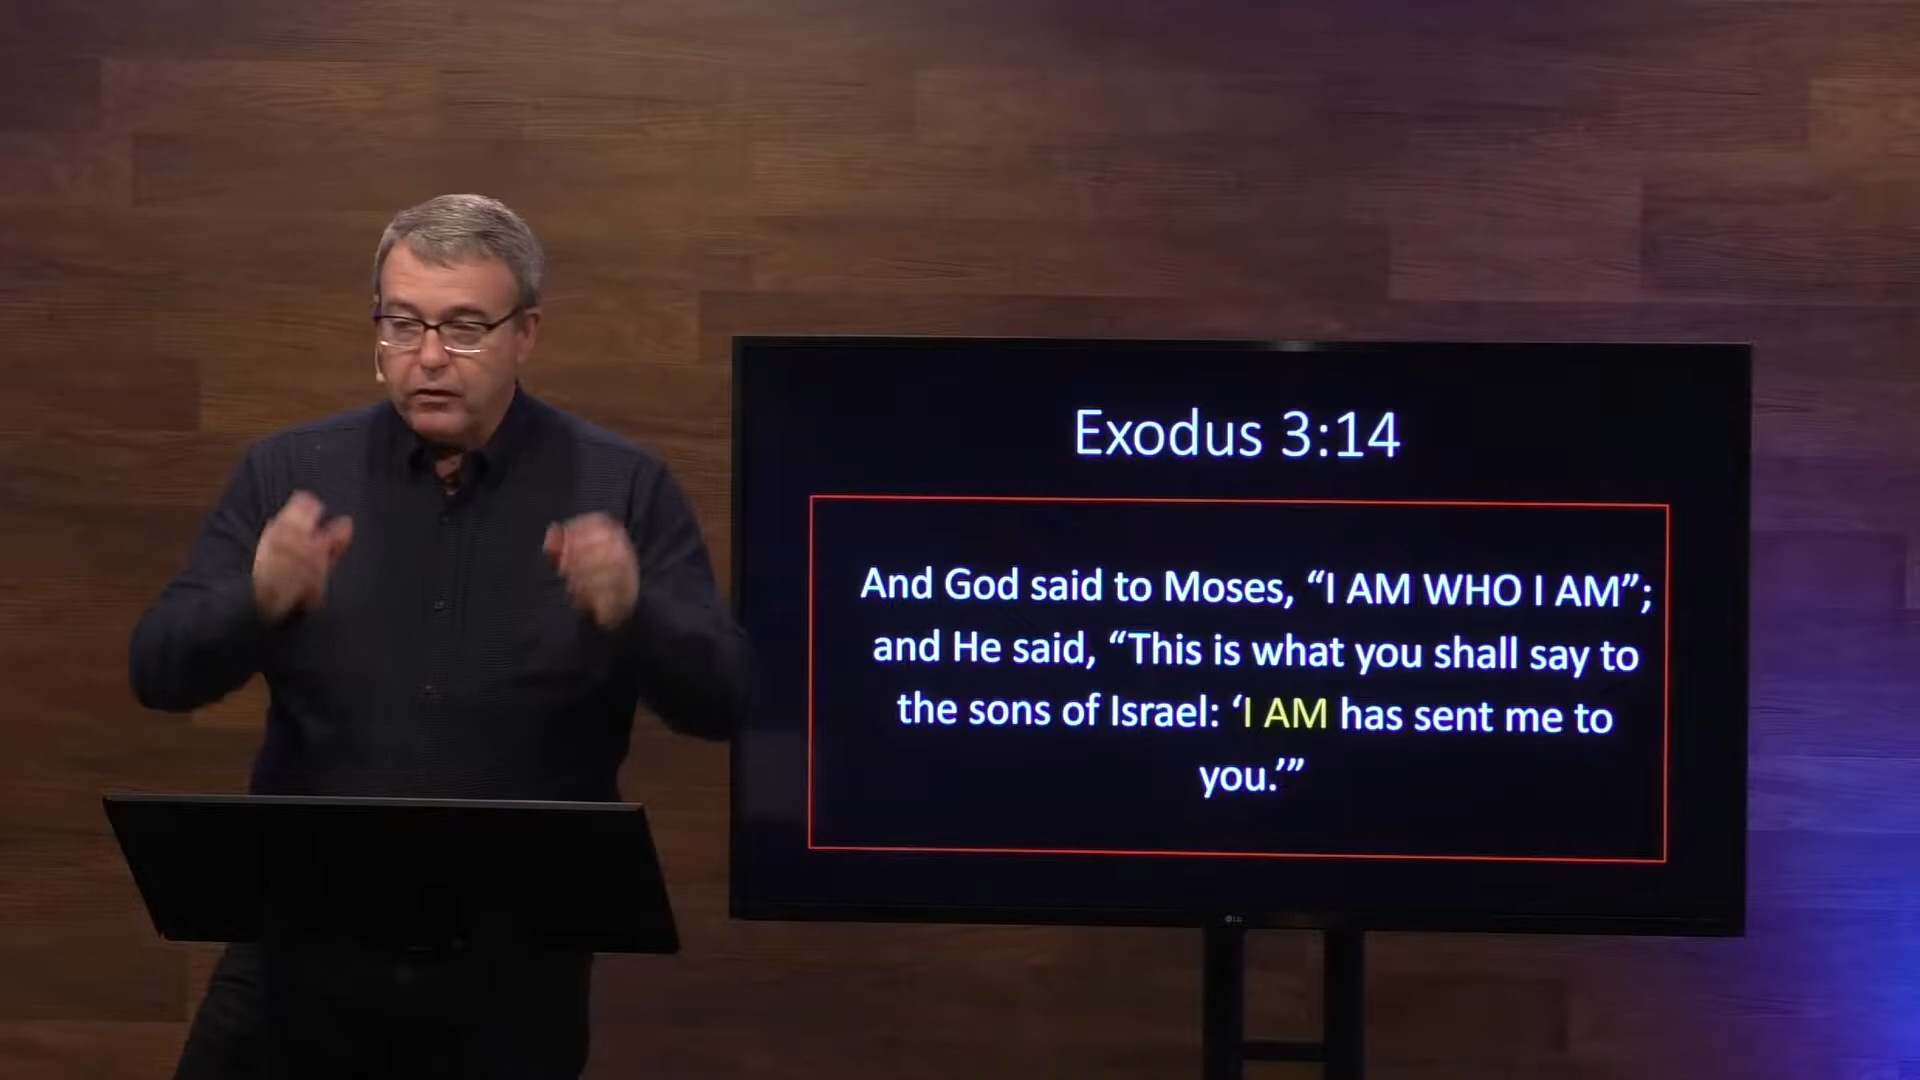 Exodus 3:14
And God said to Moses, “I AM WHO I AM”;
and He said, “This is what you shall say to
the sons of Israel: ‘I AM has sent me to
you.’”
LG